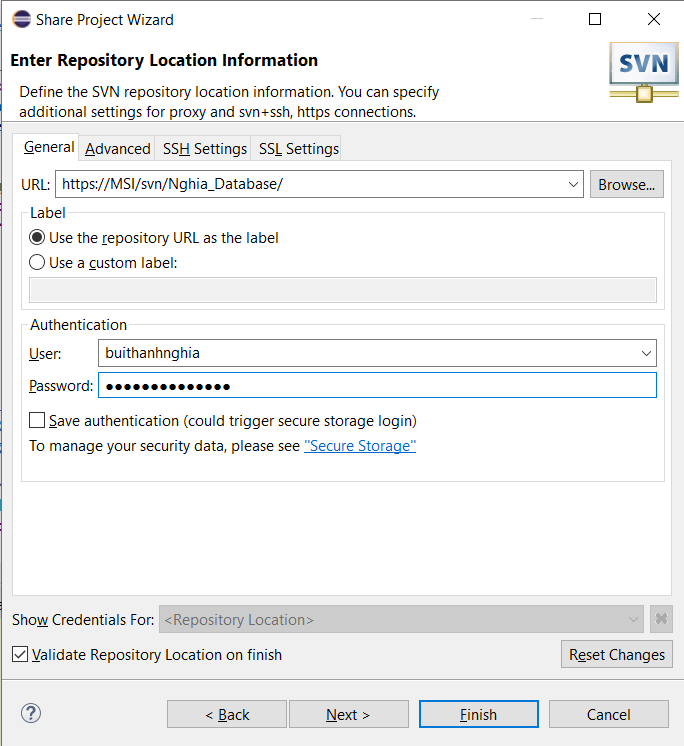 Share Project Wizard
Enter Repository Location Information
SVN
Define the SVN repository location information. You can specify
additional settings for proxy and svn+ssh, https connections.
General Advanced SSH Settings SSL Settings
URL: https://MSI/svn/Nghia_Database/ Browse...
Label
Use the repository URL as the label
Use a custom label:
Authentication
User: buithanhnghia
Password: ●●●●●●●●●●●●●●
Save authentication (could trigger secure storage login)
To manage your security data, please see "Secure Storage"
Show Credentials For: <Repository Location>
Validate Repository Location on finish Reset Changes
? < Back Next > Finish Cancel